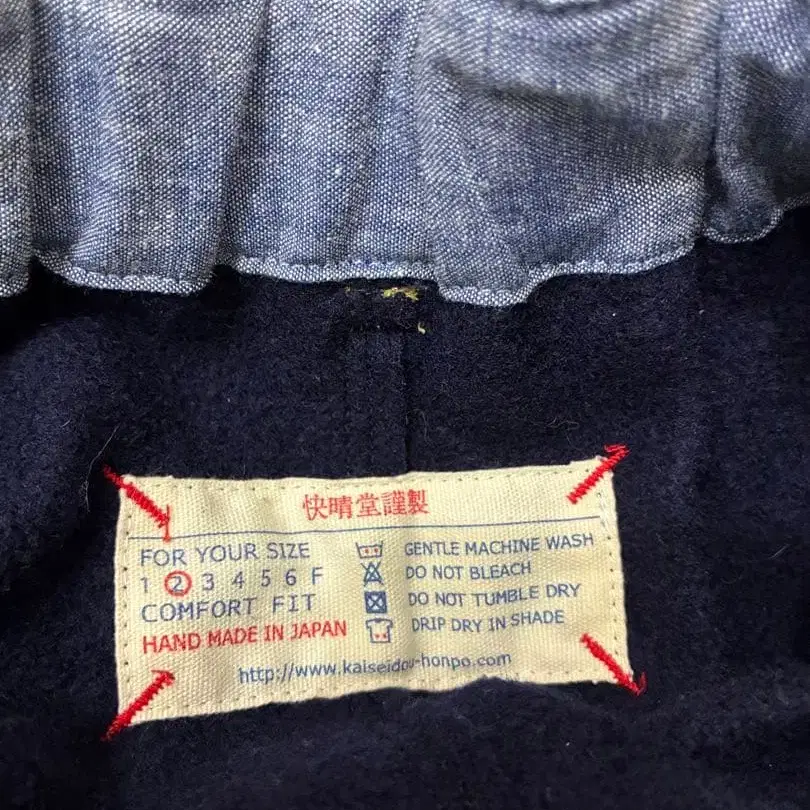 快晴堂謹製
FOR YOUR SIZE
1 2 3 4 5 6 F
COMFORT FIT
HAND MADE IN JAPAN
GENTLE MACHINE WASH
DO NOT BLEACH
DO NOT TUMBLE DRY
DRIP DRY IN SHADE
http://www.kaiseidou-honpo.com